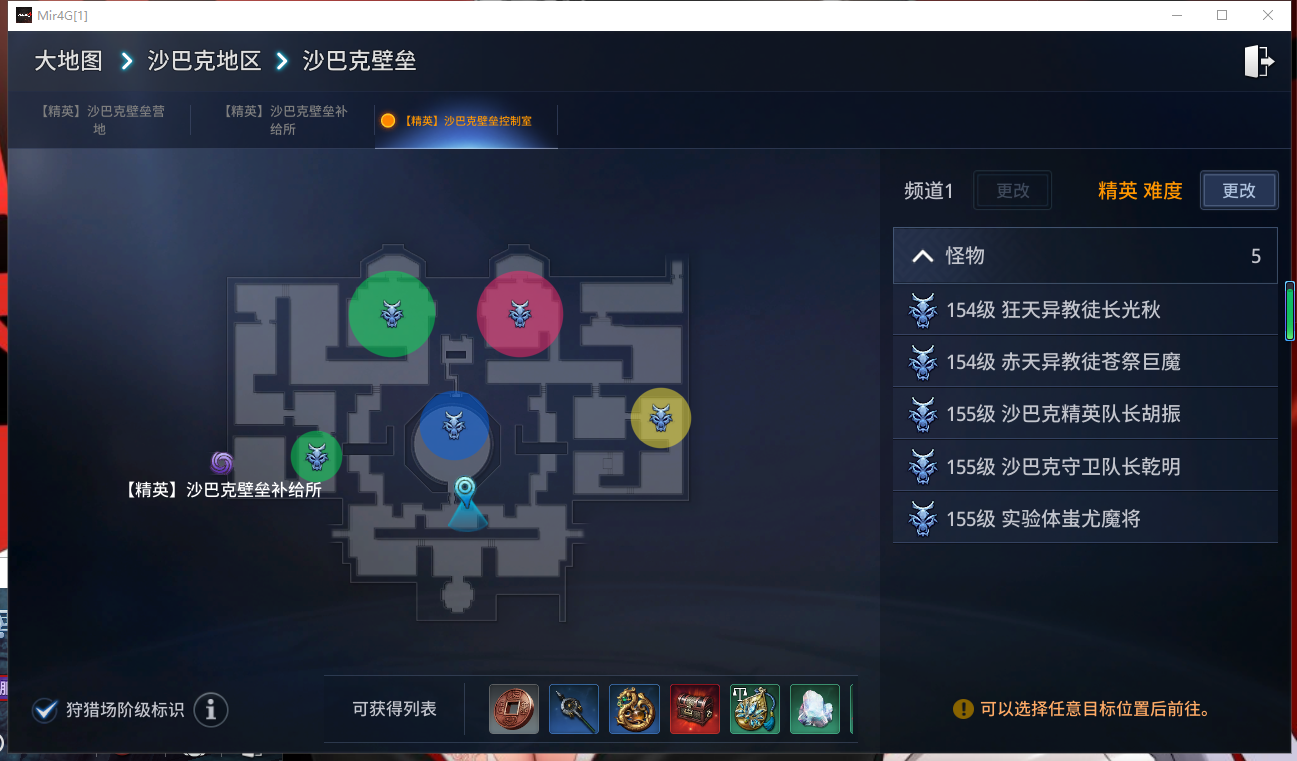 Mir4G[1]
大地图 沙巴克地区 沙巴克壁垒
【精英】沙巴克壁垒营
地
【精英】沙巴克壁垒补
给所
【精英】沙巴克壁垒控制室
频道1 更改 精英 难度 更改
怪物 5
154级 狂天异教徒长光秋
154级 赤天异教徒苍祭巨魔
155级 沙巴克精英队长胡振
155级 沙巴克守卫队长乾明
155级 实验体蚩尤魔将
【精英】沙巴克壁垒补给所
狩猎场阶级标识
可获得列表
可以选择任意目标位置后前往。